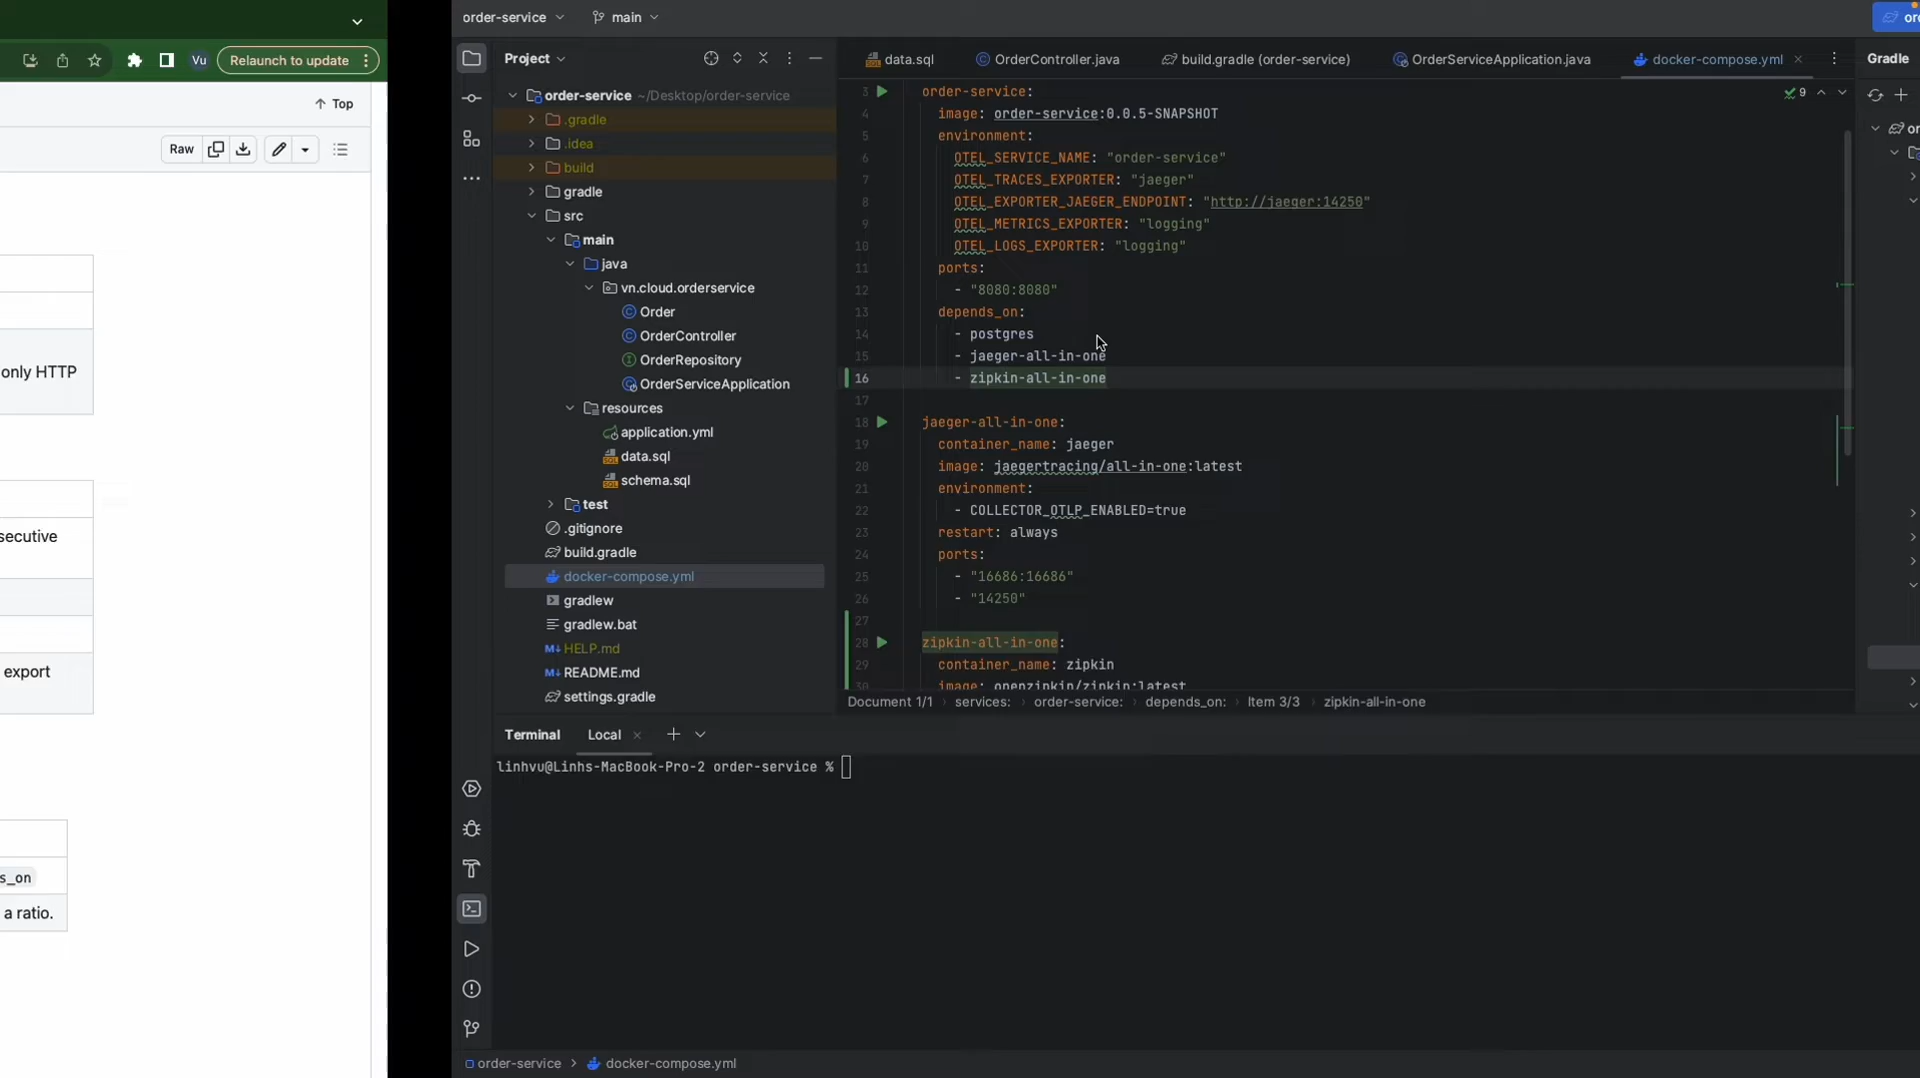 Vu
Relaunch to update
Top
Raw
only HTTP
secutive
export
s_on
a ratio.
order-service
main
Project
order-service ~/Desktop/order-service
.gradle
.idea
build
gradle
src
main
java
vn.cloud.orderservice
Order
OrderController
OrderRepository
OrderServiceApplication
resources
application.yml
data.sql
schema.sql
test
.gitignore
build.gradle
docker-compose.yml
gradlew
gradlew.bat
HELP.md
README.md
settings.gradle
data.sql
OrderController.java
build.gradle (order-service)
OrderServiceApplication.java
docker-compose.yml
Gradle
9
3 order-service:
4 image: order-service:0.0.5-SNAPSHOT
5 environment:
6 OTEL_SERVICE_NAME: "order-service"
7 OTEL_TRACES_EXPORTER: "jaeger"
8 OTEL_EXPORTER_JAEGER_ENDPOINT: "http://jaeger:14250"
9 OTEL_METRICS_EXPORTER: "logging"
10 OTEL_LOGS_EXPORTER: "logging"
11 ports:
12 - "8080:8080"
13 depends_on:
14 - postgres
15 - jaeger-all-in-one
16 - zipkin-all-in-one
17
18 jaeger-all-in-one:
19 container_name: jaeger
20 image: jaegertracing/all-in-one:latest
21 environment:
22 - COLLECTOR_OTLP_ENABLED=true
23 restart: always
24 ports:
25 - "16686:16686"
26 - "14250"
27
28 zipkin-all-in-one:
29 container_name: zipkin
30 image: openzipkin/zipkin:latest
Document 1/1 › services: › order-service: › depends_on: › Item 3/3 › zipkin-all-in-one
Terminal Local
linhvu@Linhs-MacBook-Pro-2 order-service %
order-service › docker-compose.yml